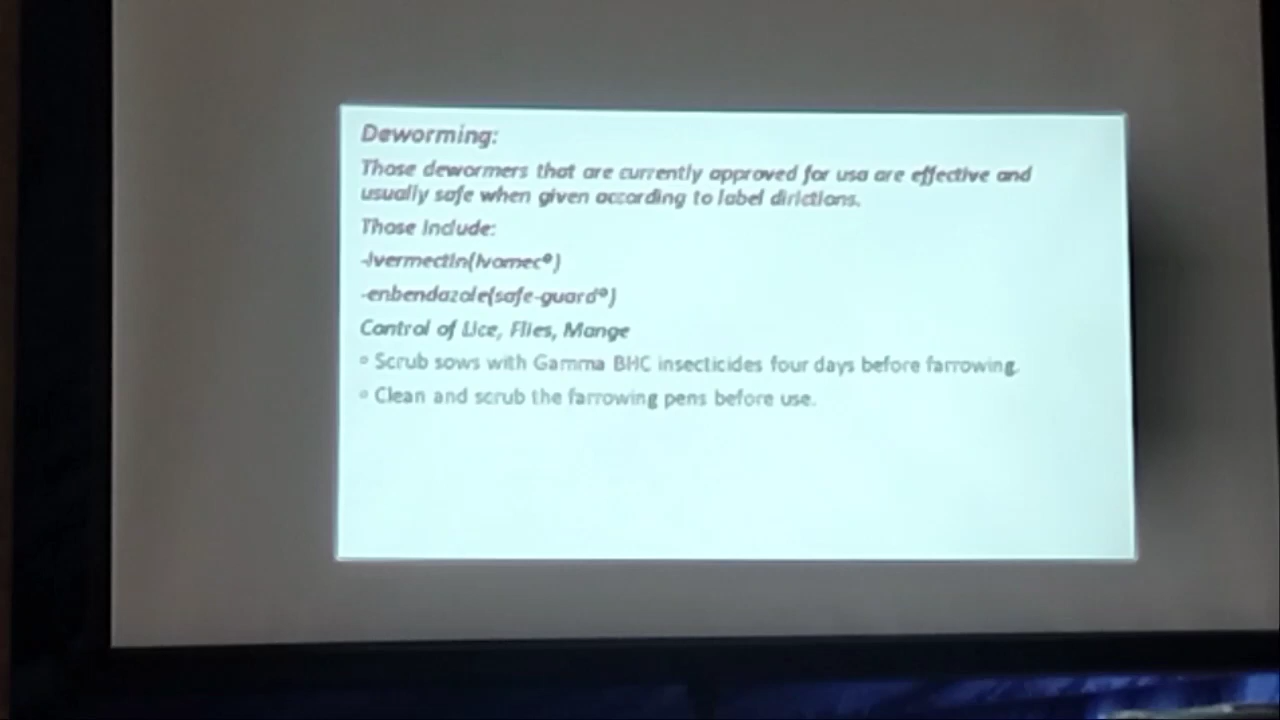 Deworming:
Those dewormers that are currently approved for usa are effective and
usually safe when given according to label dirictions.
Those Include:
-Ivermectin(Ivomec®)
-enbendazole(safe-guard®)
Control of Lice, Flies, Mange
▫ Scrub sows with Gamma BHC insecticides four days before farrowing.
▫ Clean and scrub the farrowing pens before use.